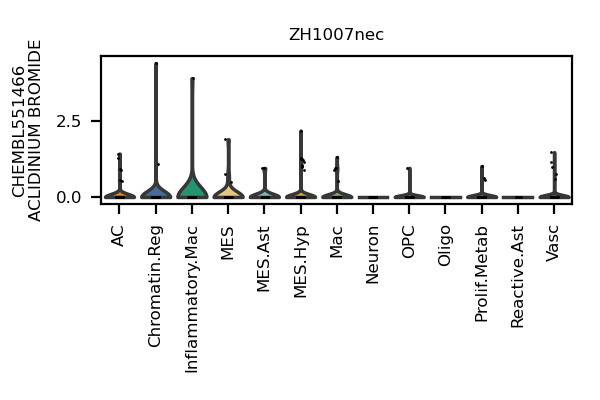 ZH1007nec
CHEMBL551466
ACLIDINIUM BROMIDE
2.5
0.0
AC
Chromatin.Reg
Inflammatory.Mac
MES
MES.Ast
MES.Hyp
Mac
Neuron
OPC
Oligo
Prolif.Metab
Reactive.Ast
Vasc